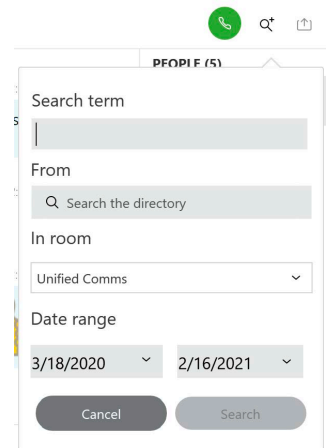 PEOPLE (5)
Search term
From
Search the directory
In room
Unified Comms
Date range
3/18/2020 2/16/2021
Cancel Search